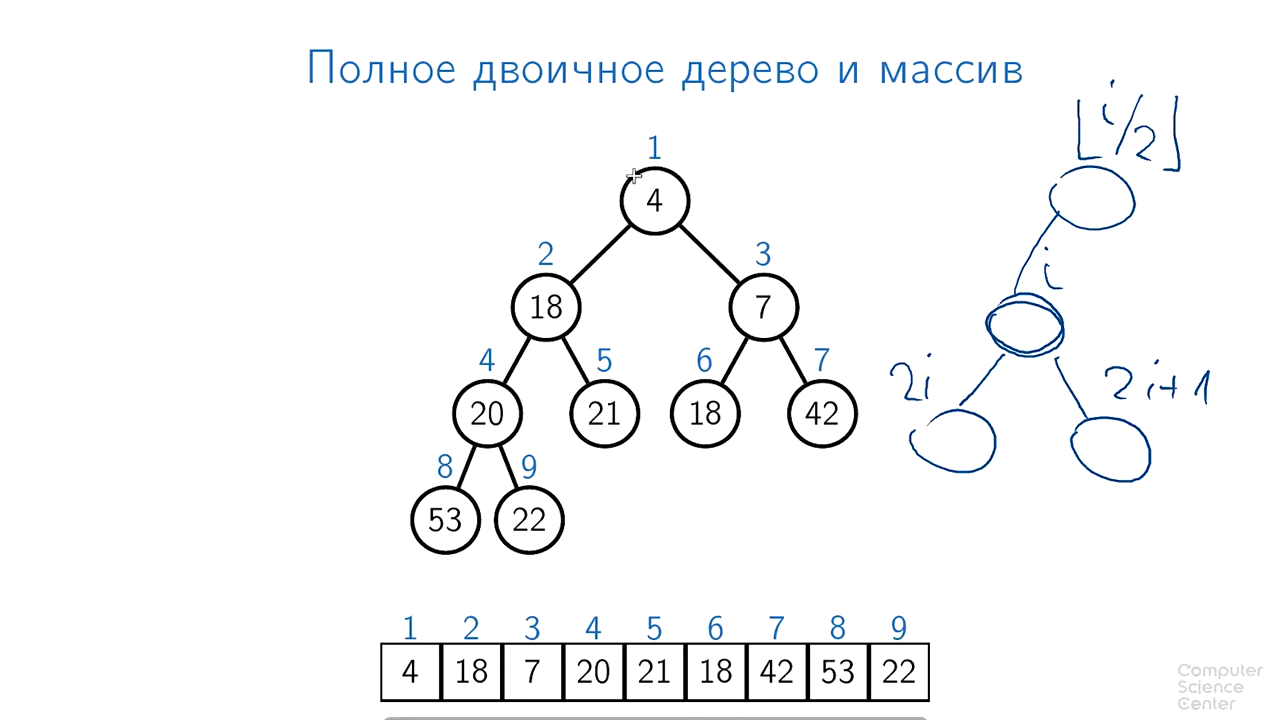 Полное двоичное дерево и массив
⌊i/2⌋
1
4
2 3
i
18 7
4 5 6 7
2i 2i+1
20 21 18 42
8 9
53 22
1 2 3 4 5 6 7 8 9
4 18 7 20 21 18 42 53 22
Computer
Science
Center